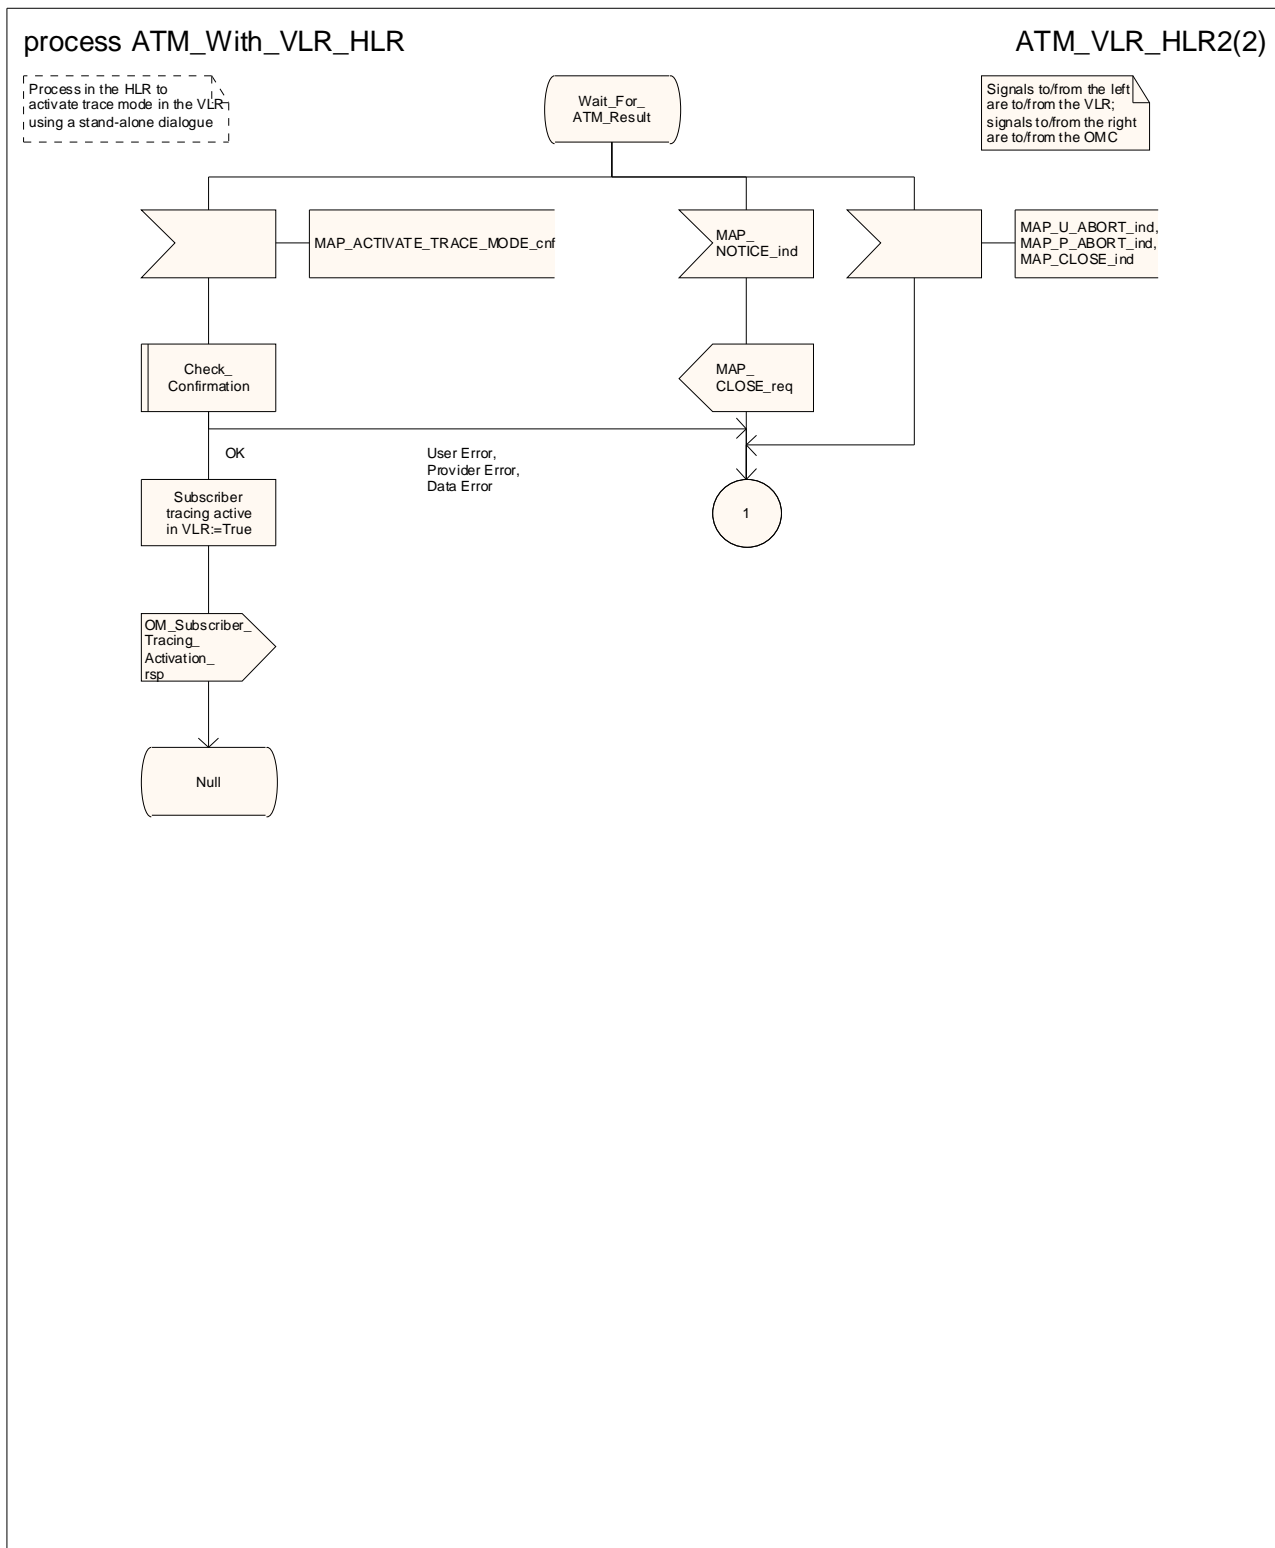 process ATM_With_VLR_HLR
ATM_VLR_HLR2(2)
Process in the HLR to
activate trace mode in the VLR
using a stand-alone dialogue
Wait_For_
ATM_Result
Signals to/from the left
are to/from the VLR;
signals to/from the right
are to/from the OMC
MAP_ACTIVATE_TRACE_MODE_cnf
MAP_
NOTICE_ind
MAP_U_ABORT_ind,
MAP_P_ABORT_ind,
MAP_CLOSE_ind
Check_
Confirmation
MAP_
CLOSE_req
OK
User Error,
Provider Error,
Data Error
Subscriber
tracing active
in VLR:=True
1
OM_Subscriber_
Tracing_
Activation_
rsp
Null